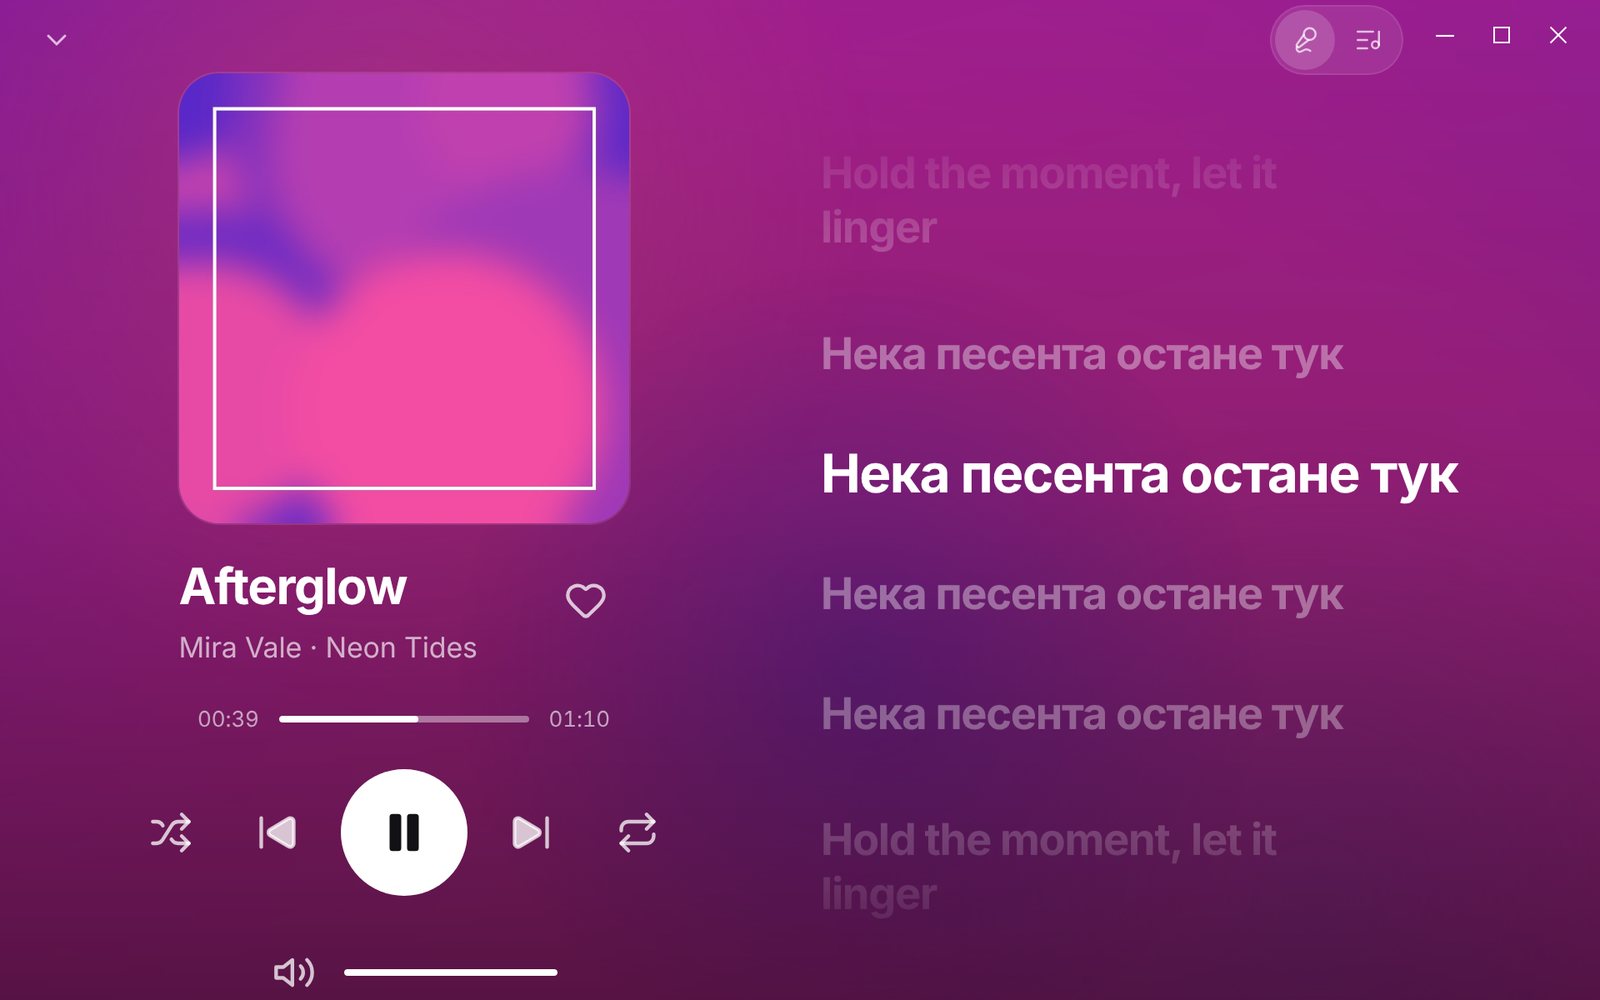 Afterglow
Mira Vale · Neon Tides
00:39
01:10
Hold the moment, let it
linger
Нека песента остане тук
Нека песента остане тук
Нека песента остане тук
Нека песента остане тук
Hold the moment, let it
linger